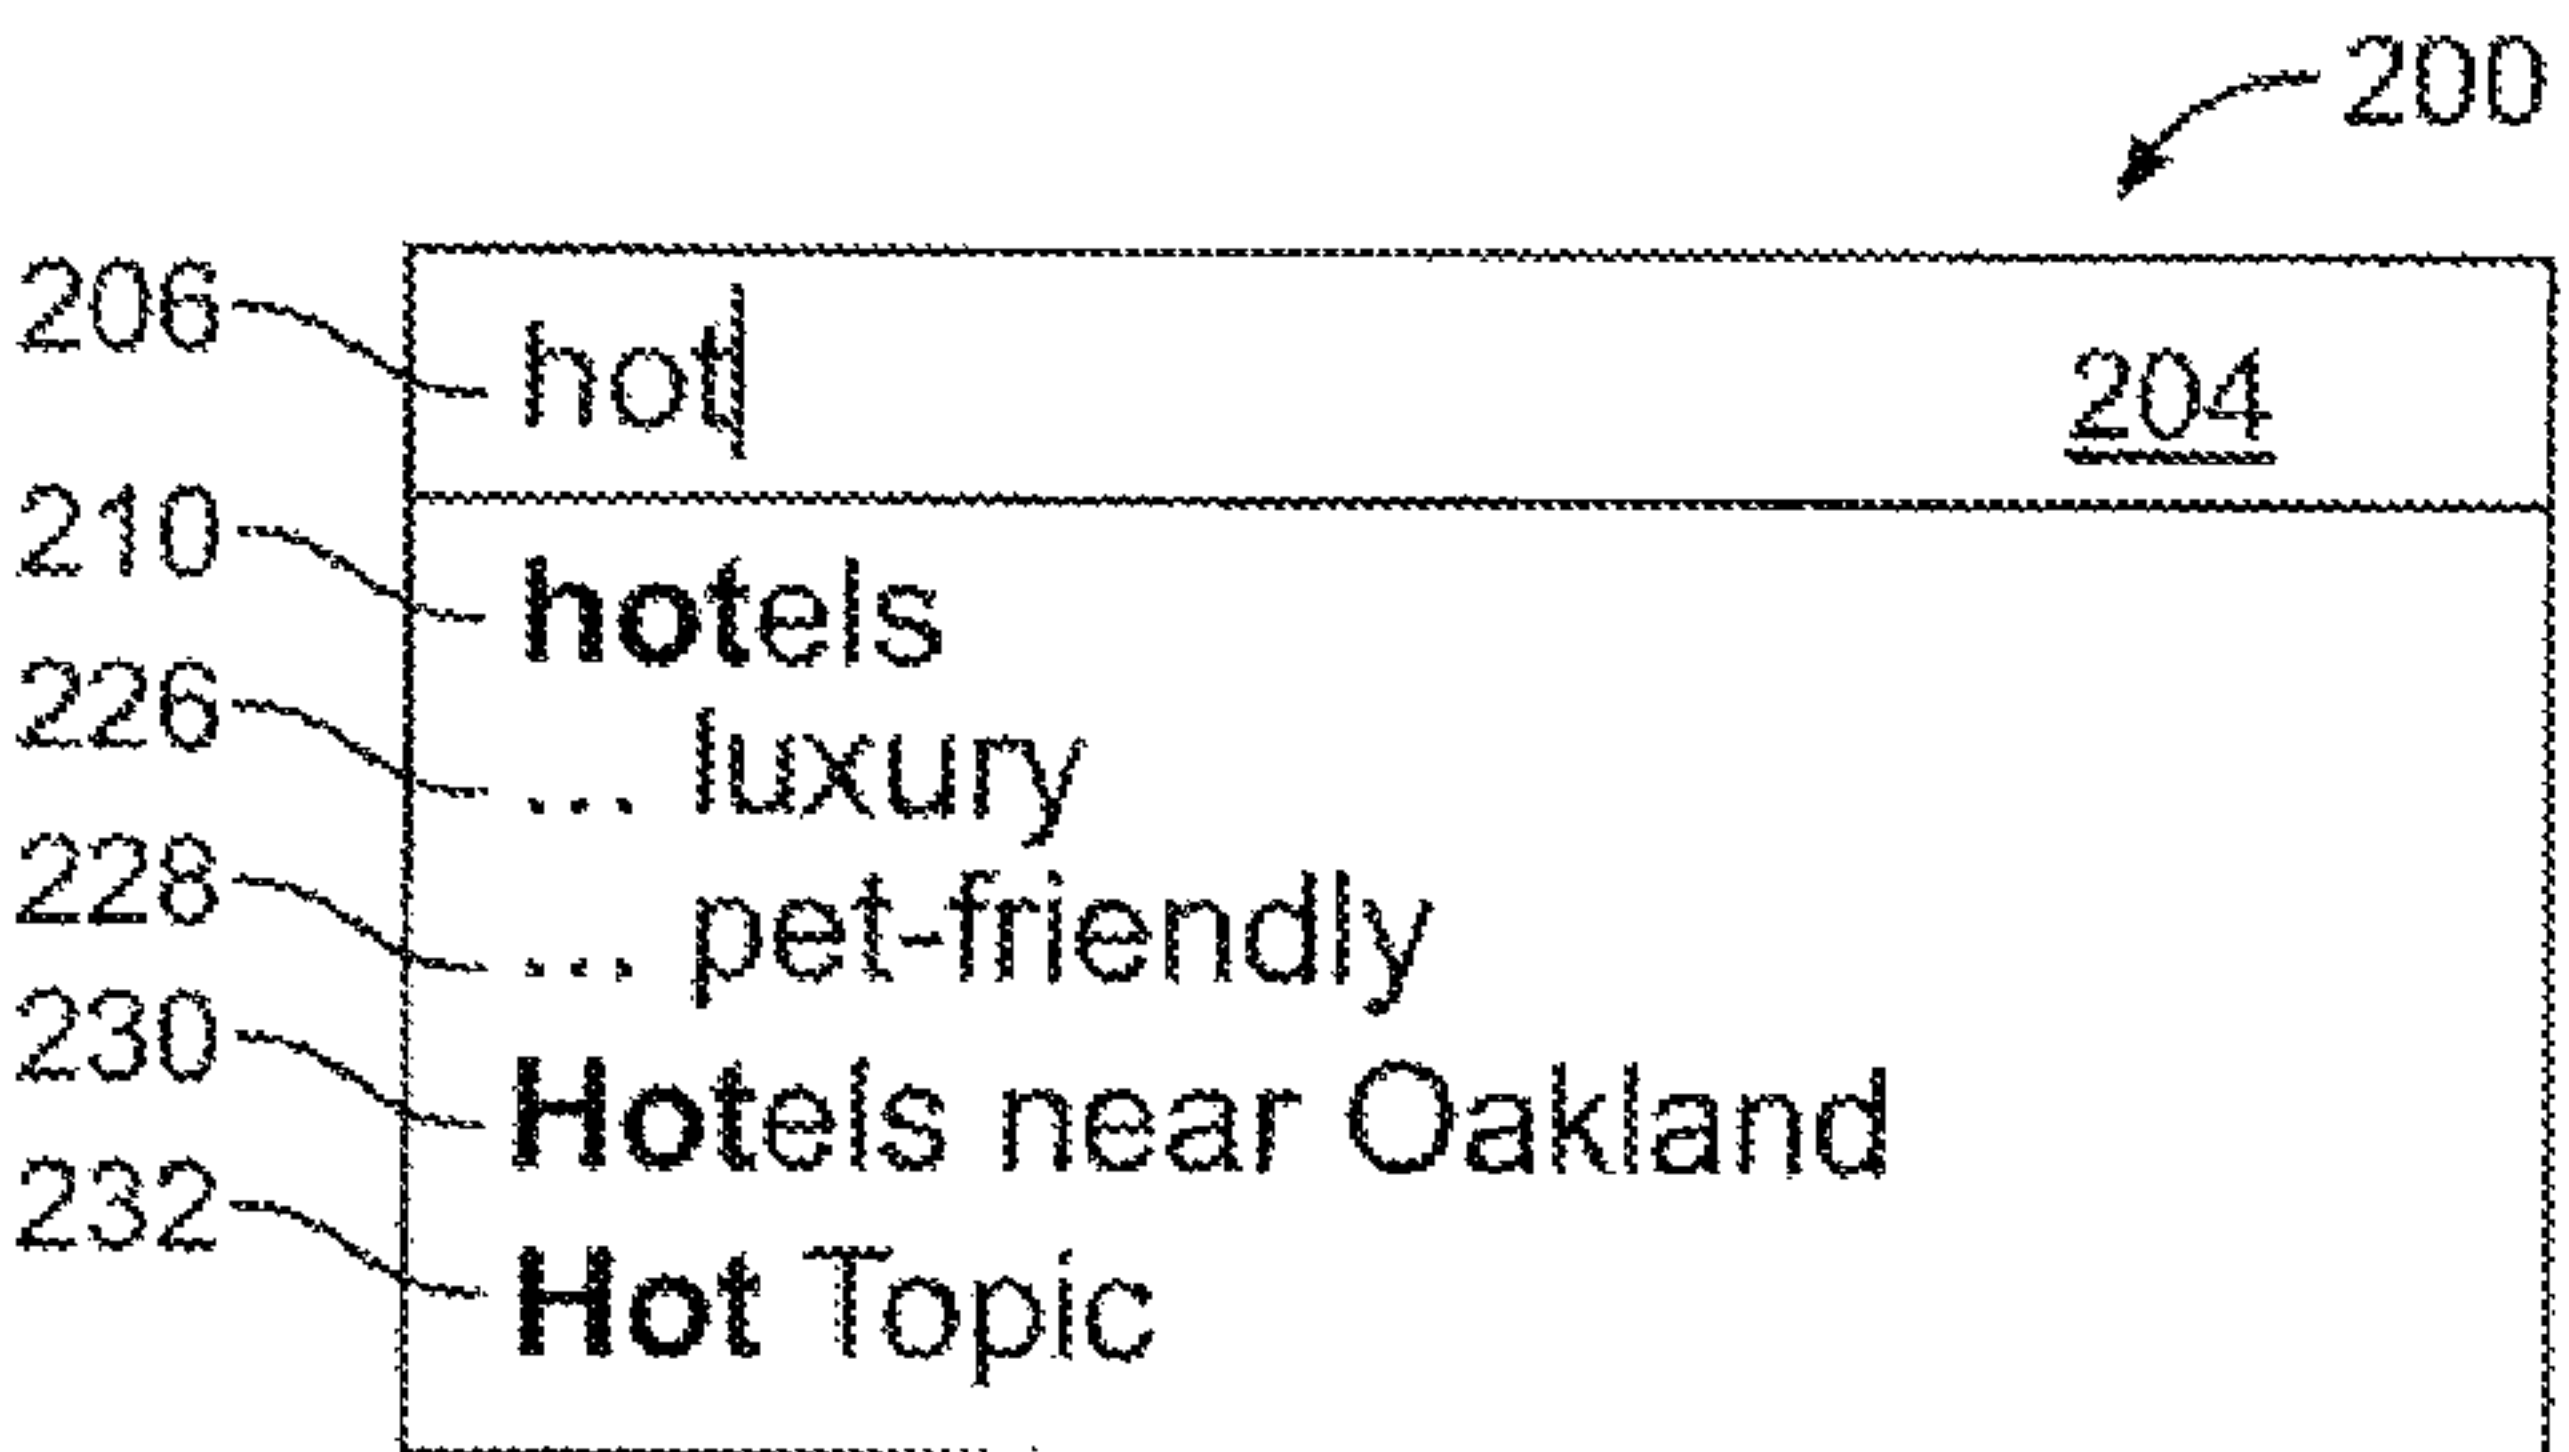 200
206 hot 204
210 hotels
226 ... luxury
228 ... pet-friendly
230 Hotels near Oakland
232 Hot Topic